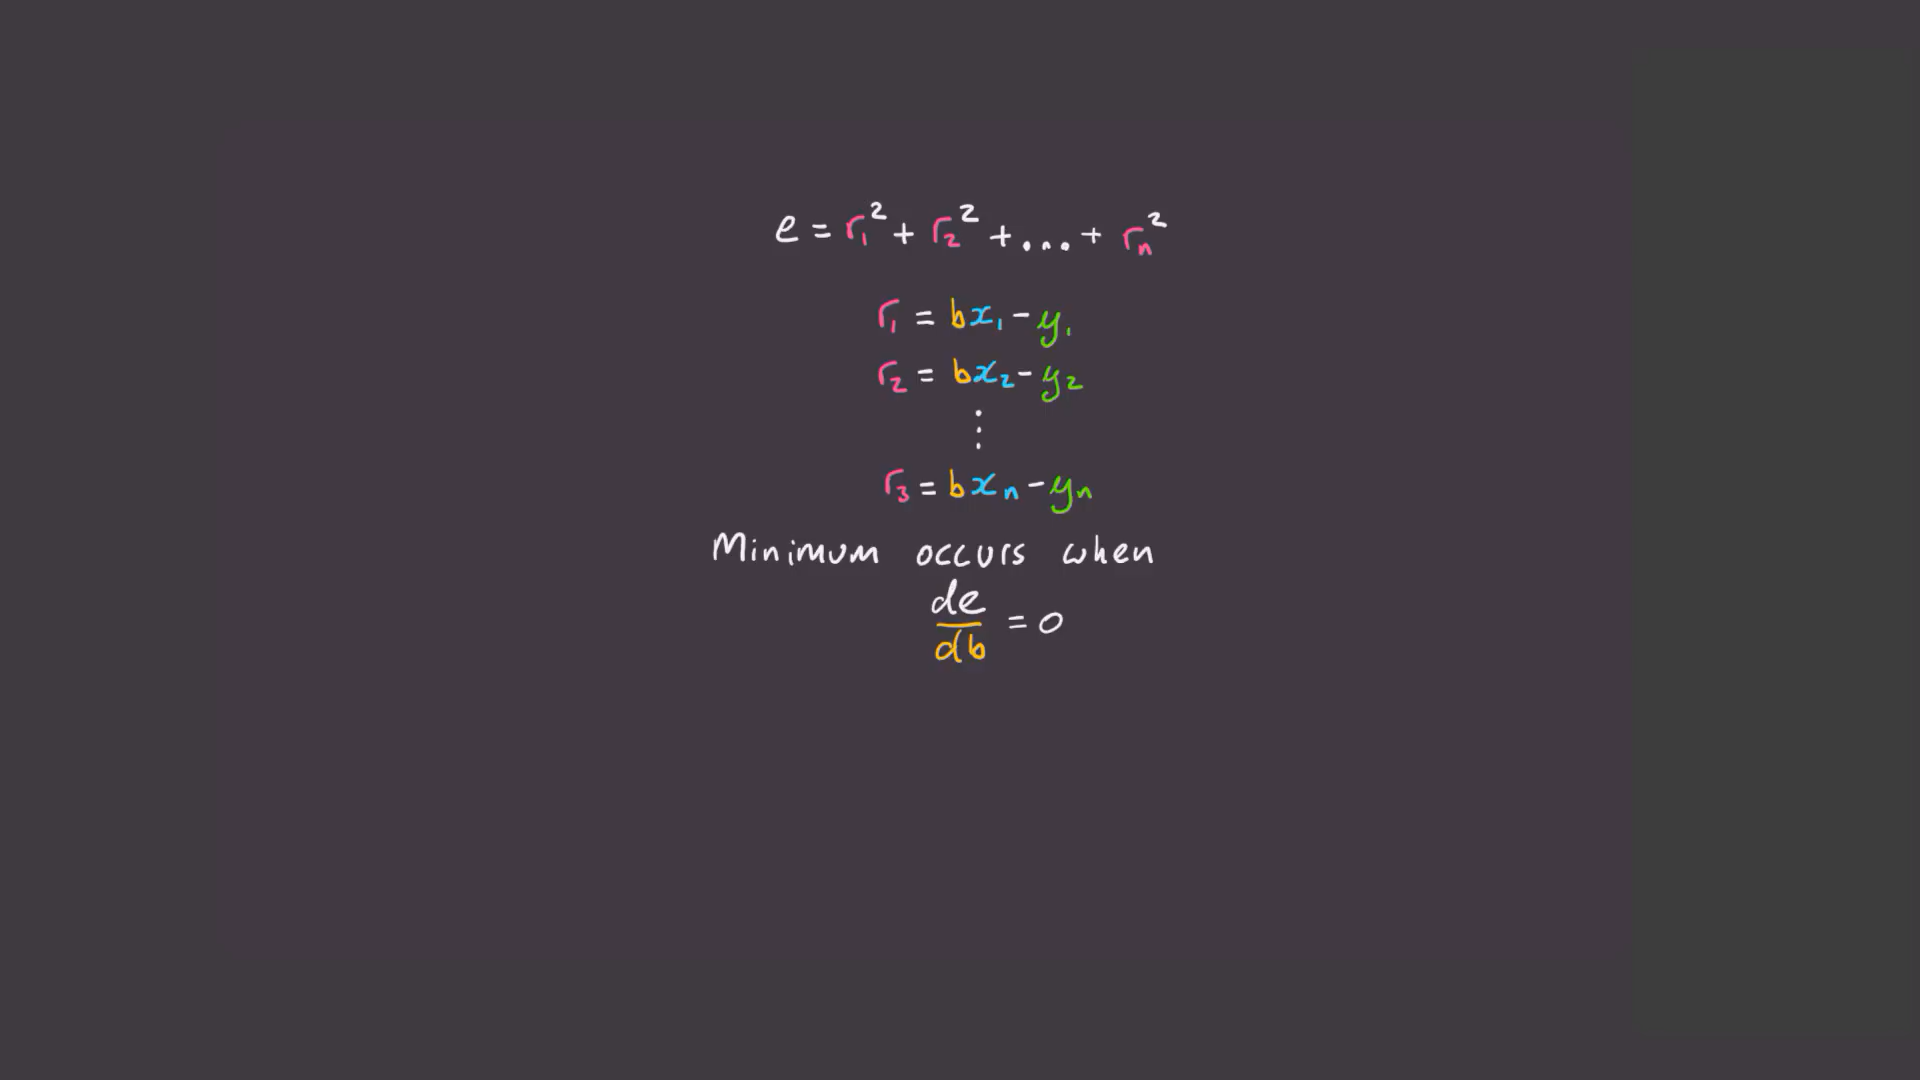 e = r₁² + r₂² + ... + rₙ²
r₁ = bx₁ - y₁
r₂ = bx₂ - y₂
⋮
r₃ = bxₙ - yₙ
Minimum occurs when
de/db = 0